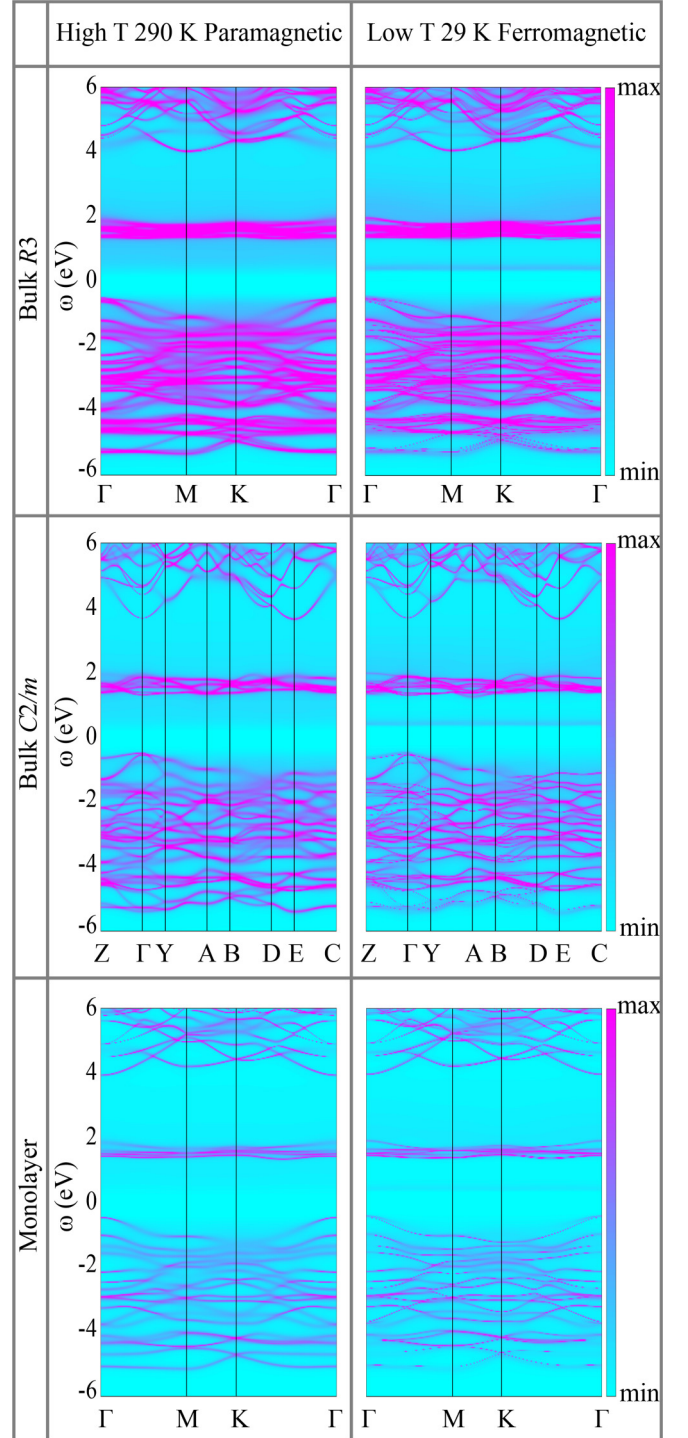 High T 290 K Paramagnetic
Low T 29 K Ferromagnetic
Bulk R3
ω (eV)
6
4
2
0
-2
-4
-6
Γ M K Γ
Γ M K Γ
max
min
Bulk C2/m
ω (eV)
6
4
2
0
-2
-4
-6
Z Γ Y A B D E C
Z Γ Y A B D E C
max
min
Monolayer
ω (eV)
6
4
2
0
-2
-4
-6
Γ M K Γ
Γ M K Γ
max
min